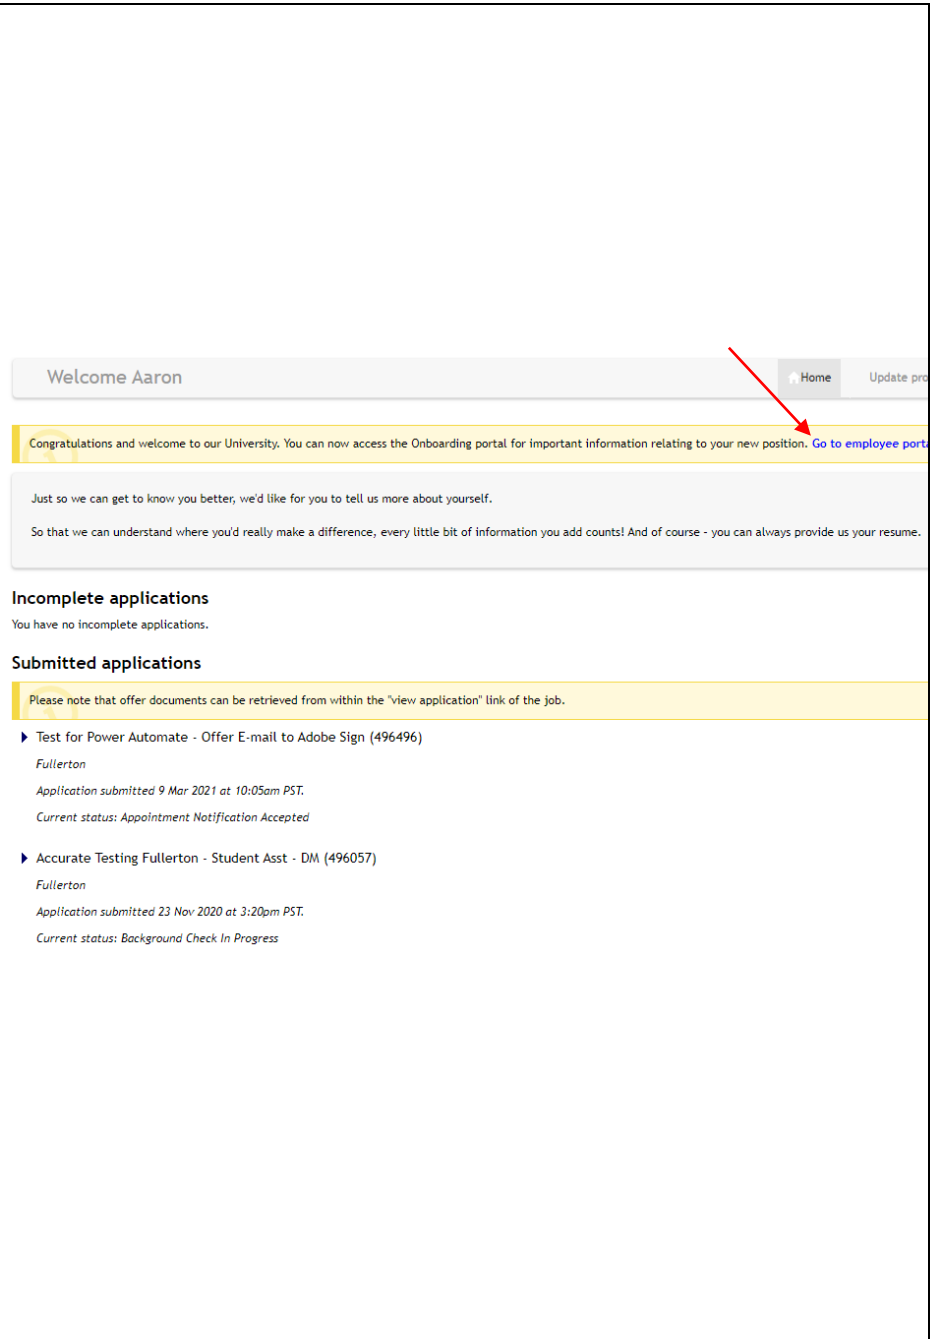 Welcome Aaron
Home
Update pro
Congratulations and welcome to our University. You can now access the Onboarding portal for important information relating to your new position. Go to employee porta
Just so we can get to know you better, we'd like for you to tell us more about yourself.
So that we can understand where you'd really make a difference, every little bit of information you add counts! And of course - you can always provide us your resume.
Incomplete applications
You have no incomplete applications.
Submitted applications
Please note that offer documents can be retrieved from within the "view application" link of the job.
Test for Power Automate - Offer E-mail to Adobe Sign (496496)
Fullerton
Application submitted 9 Mar 2021 at 10:05am PST.
Current status: Appointment Notification Accepted
Accurate Testing Fullerton - Student Asst - DM (496057)
Fullerton
Application submitted 23 Nov 2020 at 3:20pm PST.
Current status: Background Check In Progress